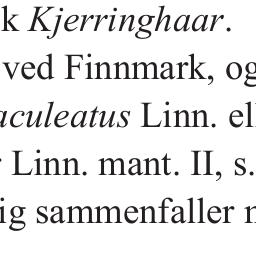 k Kjerringhaar.
ved Finnmark, og
aculeatus Linn. el
Linn. mant. II, s.
ig sammenfaller